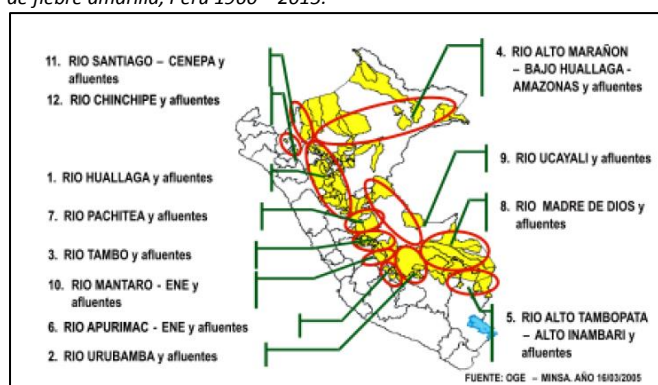 de fiebre amarilla, Perú 1960 – 2015.
11. RIO SANTIAGO – CENEPA y
afluentes
12. RIO CHINCHIPE y afluentes
1. RIO HUALLAGA y afluentes
7. RIO PACHITEA y afluentes
3. RIO TAMBO y afluentes
10. RIO MANTARO - ENE y
afluentes
6. RIO APURIMAC - ENE y afluentes
2. RIO URUBAMBA y afluentes
4. RIO ALTO MARAÑON
– BAJO HUALLAGA -
AMAZONAS y afluentes
9. RIO UCAYALI y afluentes
8. RIO MADRE DE DIOS y
afluentes
5. RIO ALTO TAMBOPATA
– ALTO INAMBARI y
afluentes
FUENTE: OGE – MINSA. AÑO 16/03/2005